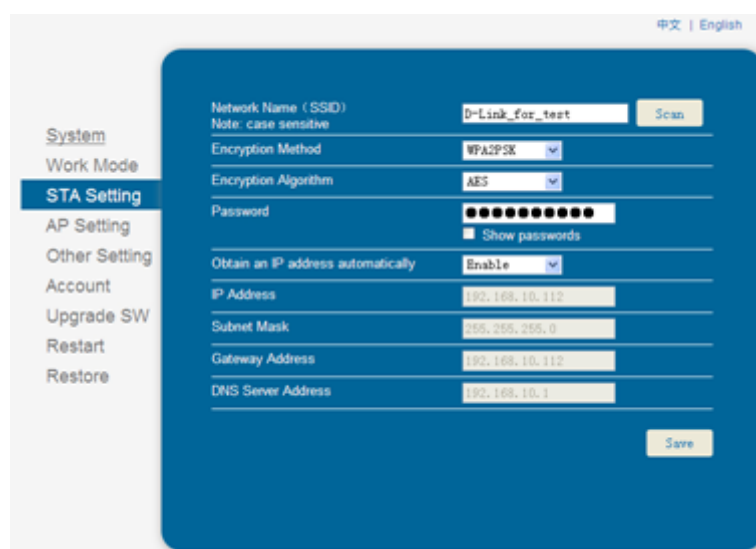 中文 | English
System
Work Mode
STA Setting
AP Setting
Other Setting
Account
Upgrade SW
Restart
Restore
Network Name（SSID） D-Link_for_test Scan
Note: case sensitive
Encryption Method WPA2PSK
Encryption Algorithm AES
Password ●●●●●●●●●●
Show passwords
Obtain an IP address automatically Enable
IP Address 192.168.10.112
Subnet Mask 255.255.255.0
Gateway Address 192.168.10.112
DNS Server Address 192.168.10.1
Save